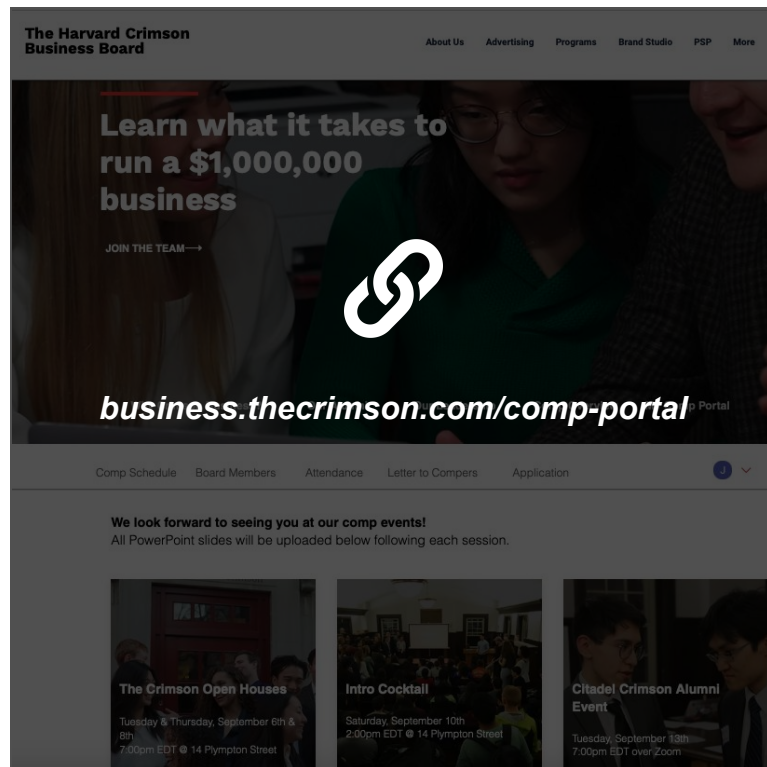 The Harvard Crimson
Business Board
About Us Advertising Programs Brand Studio PSP More
Learn what it takes to
run a $1,000,000
business
JOIN THE TEAM
business.thecrimson.com/comp-portal
Portal
Comp Schedule Board Members Attendance Letter to Compers Application
J
We look forward to seeing you at our comp events!
All PowerPoint slides will be uploaded below following each session.
The Crimson Open Houses
Tuesday & Thursday, September 6th &
8th
7:00pm EDT @ 14 Plympton Street
Intro Cocktail
Saturday, September 10th
2:00pm EDT @ 14 Plympton Street
Citadel Crimson Alumni
Event
Tuesday, September 13th
7:00pm EDT over Zoom